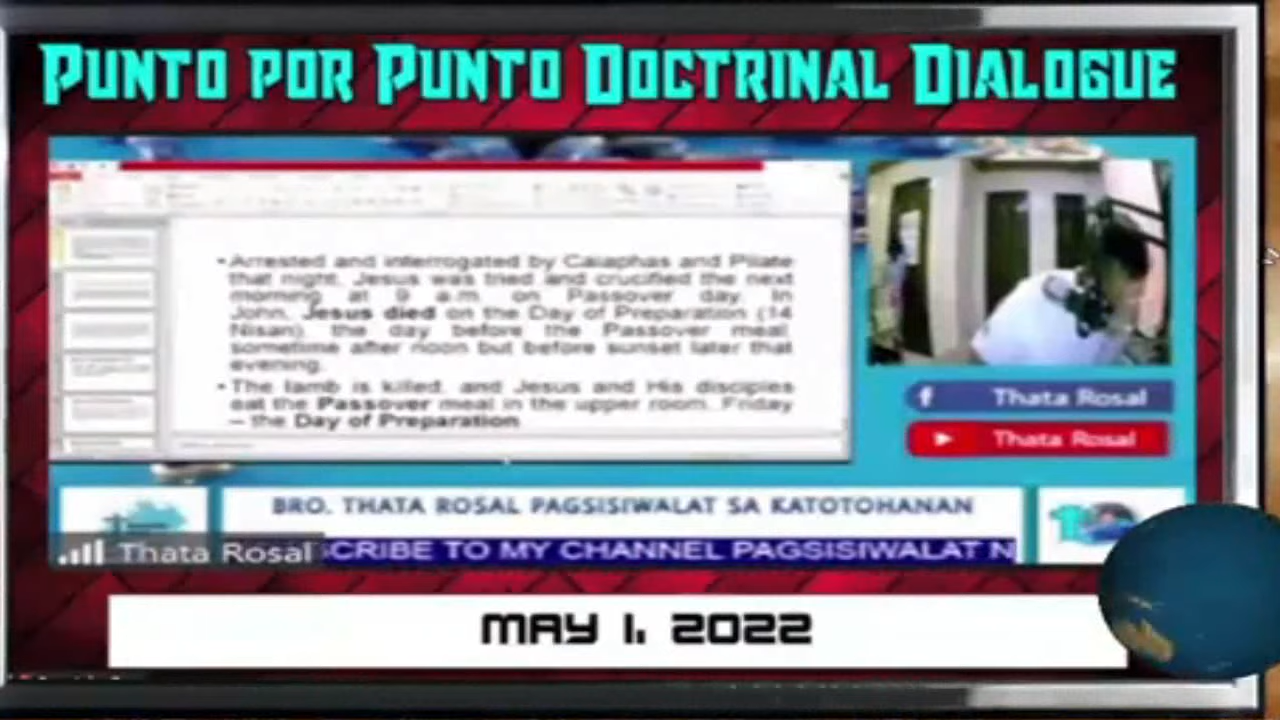 PUNTO POR PUNTO DOCTRINAL DIALOGUE
• Arrested and interrogated by Caiaphas and Pilate
that night, Jesus was tried and crucified the next
morning at 9 a.m. on Passover day. In
John, Jesus died on the Day of Preparation (14
Nisan), the day before the Passover meal,
sometime after noon but before sunset later that
evening.
• The lamb is killed, and Jesus and His disciples
eat the Passover meal in the upper room. Friday
– the Day of Preparation
Thata Rosal
Thata Rosal
BRO. THATA ROSAL PAGSISIWALAT SA KATOTOHANAN
Thata Rosal
SCRIBE TO MY CHANNEL PAGSISIWALAT N
MAY 1, 2022